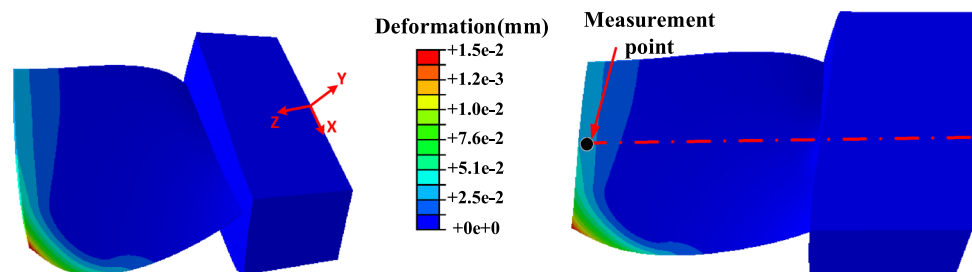 Deformation(mm)
+1.5e-2
+1.2e-3
+1.0e-2
+7.6e-2
+5.1e-2
+2.5e-2
+0e+0
Y
Z
X
Measurement
point